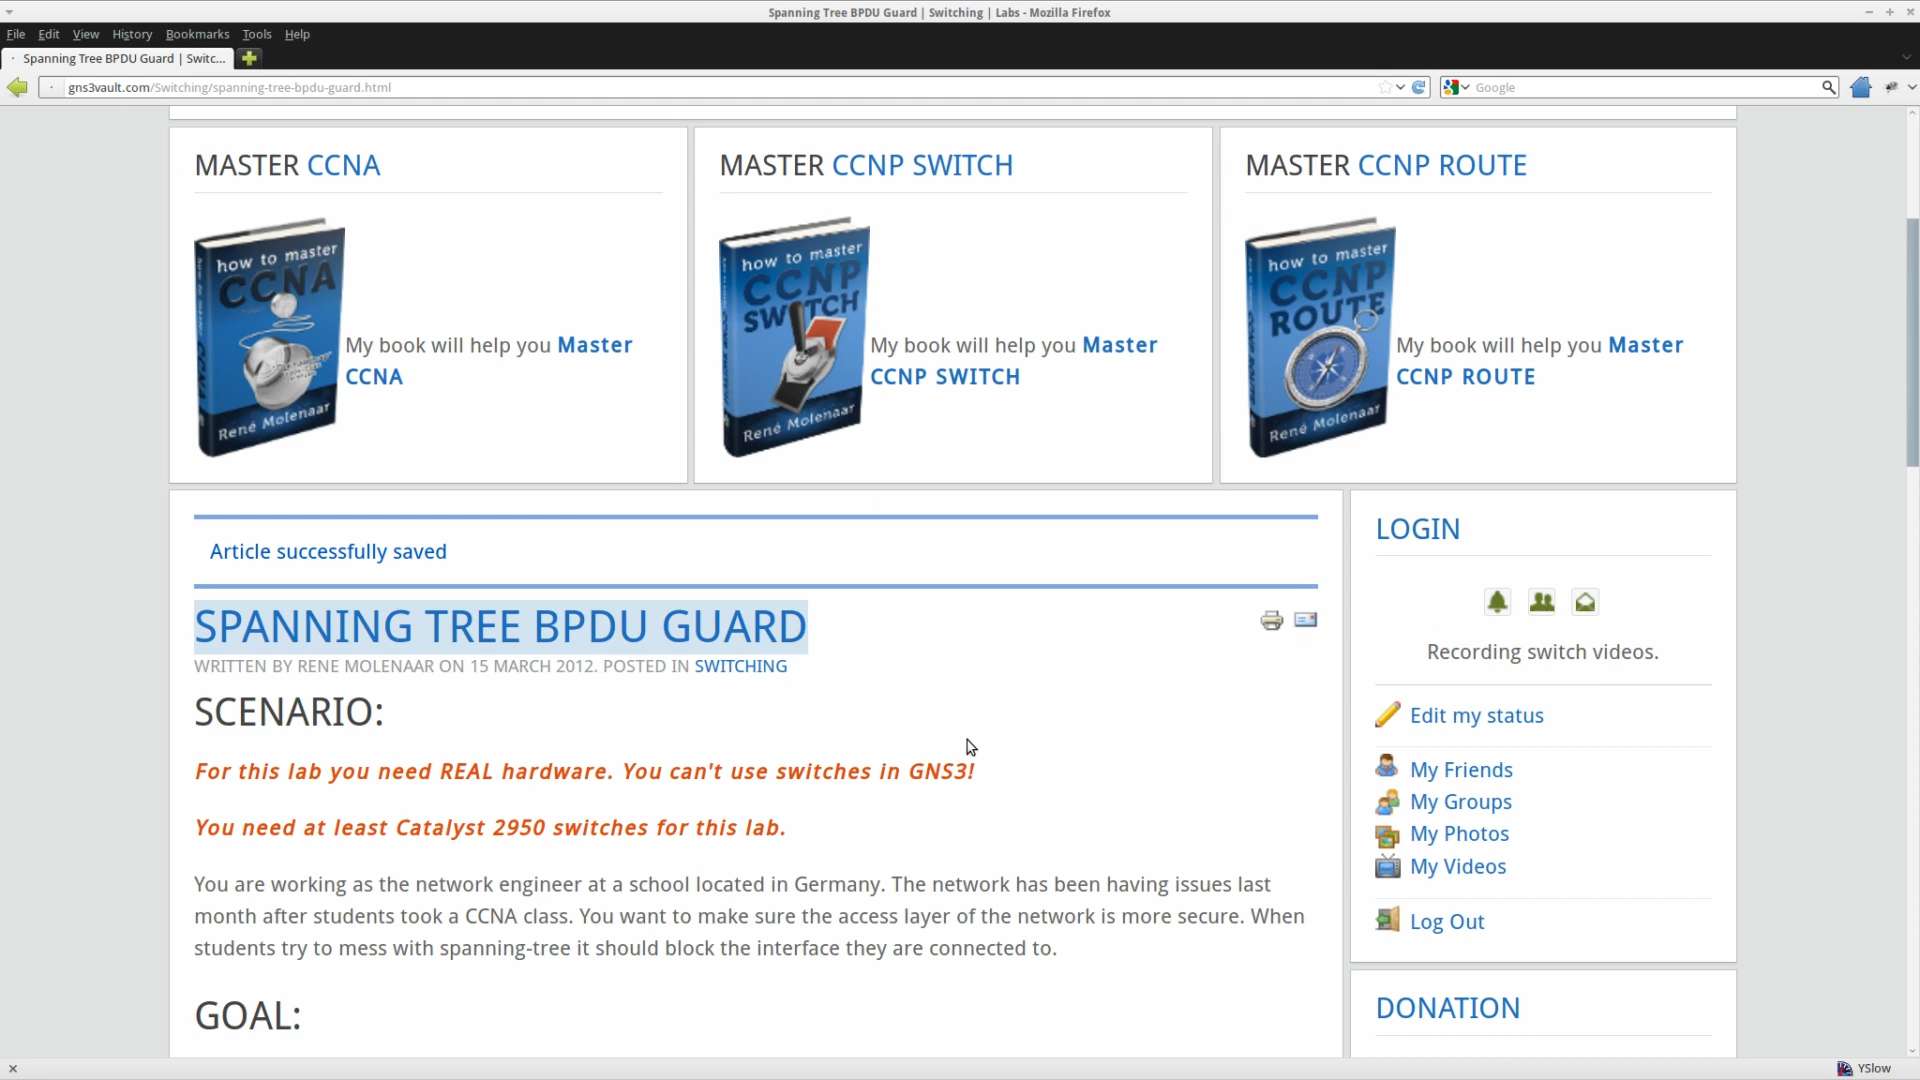 Spanning Tree BPDU Guard | Switching | Labs - Mozilla Firefox
File Edit View History Bookmarks Tools Help
Spanning Tree BPDU Guard | Switc...
gns3vault.com/Switching/spanning-tree-bpdu-guard.html
Google
MASTER CCNA
how to master
CCNA
René Molenaar
My book will help you Master
CCNA
MASTER CCNP SWITCH
how to master
CCNP
SWITCH
René Molenaar
My book will help you Master
CCNP SWITCH
MASTER CCNP ROUTE
how to master
CCNP
ROUTE
René Molenaar
My book will help you Master
CCNP ROUTE
Article successfully saved
SPANNING TREE BPDU GUARD
WRITTEN BY RENE MOLENAAR ON 15 MARCH 2012. POSTED IN SWITCHING
SCENARIO:
For this lab you need REAL hardware. You can't use switches in GNS3!
You need at least Catalyst 2950 switches for this lab.
You are working as the network engineer at a school located in Germany. The network has been having issues last
month after students took a CCNA class. You want to make sure the access layer of the network is more secure. When
students try to mess with spanning-tree it should block the interface they are connected to.
GOAL:
LOGIN
Recording switch videos.
Edit my status
My Friends
My Groups
My Photos
My Videos
Log Out
DONATION
YSlow